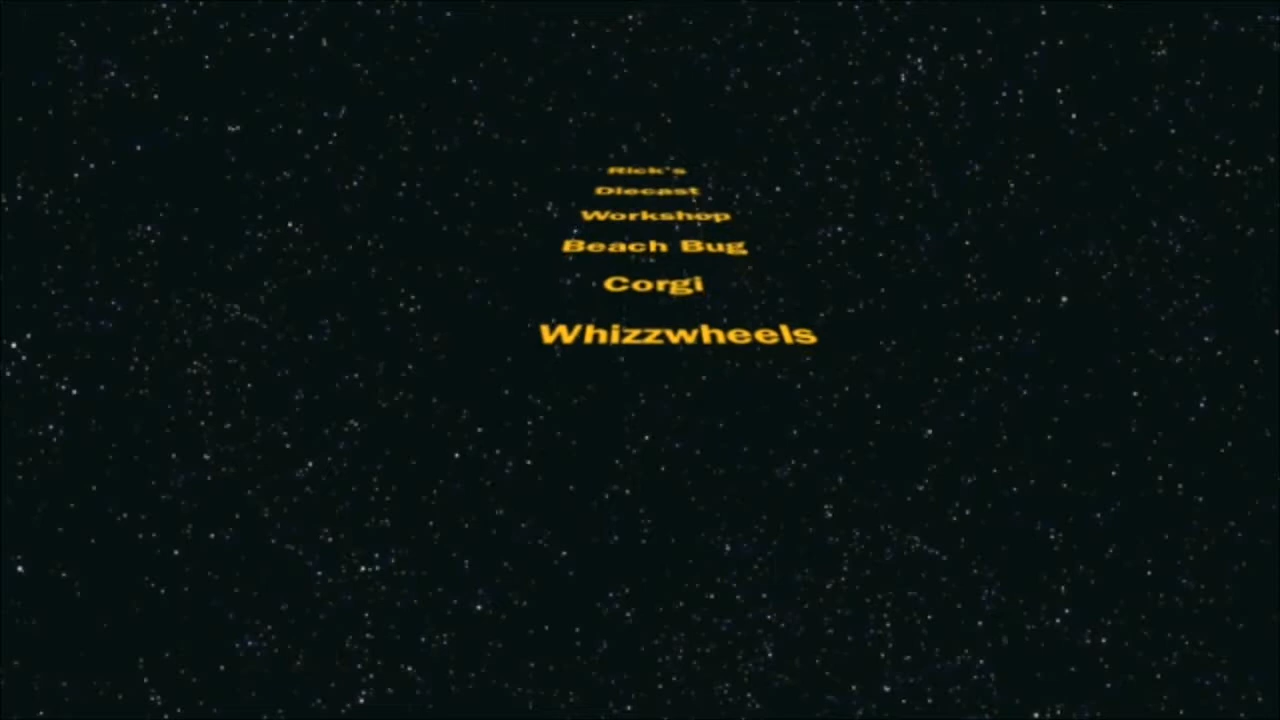 Rick's
Diecast
Workshop
Beach Bug
Corgi
Whizzwheels